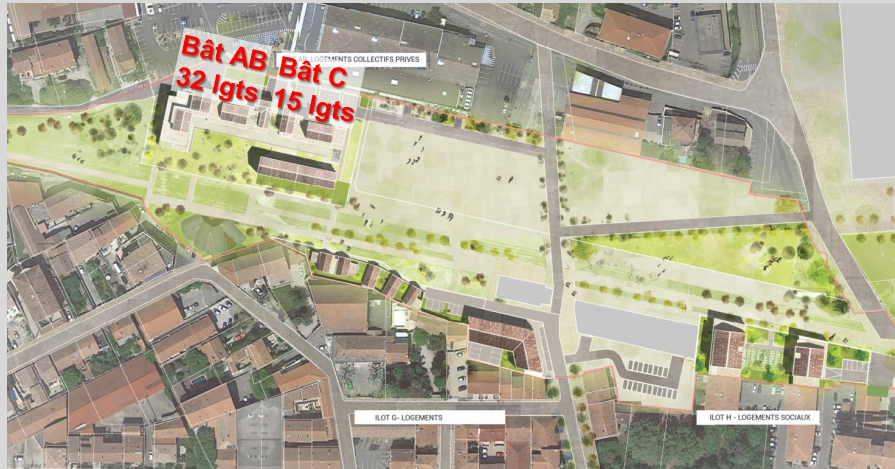 Bât AB Bât C
32 lgts 15 lgts
LOGEMENTS COLLECTIFS PRIVES
ILOT G- LOGEMENTS
ILOT H - LOGEMENTS SOCIAUX